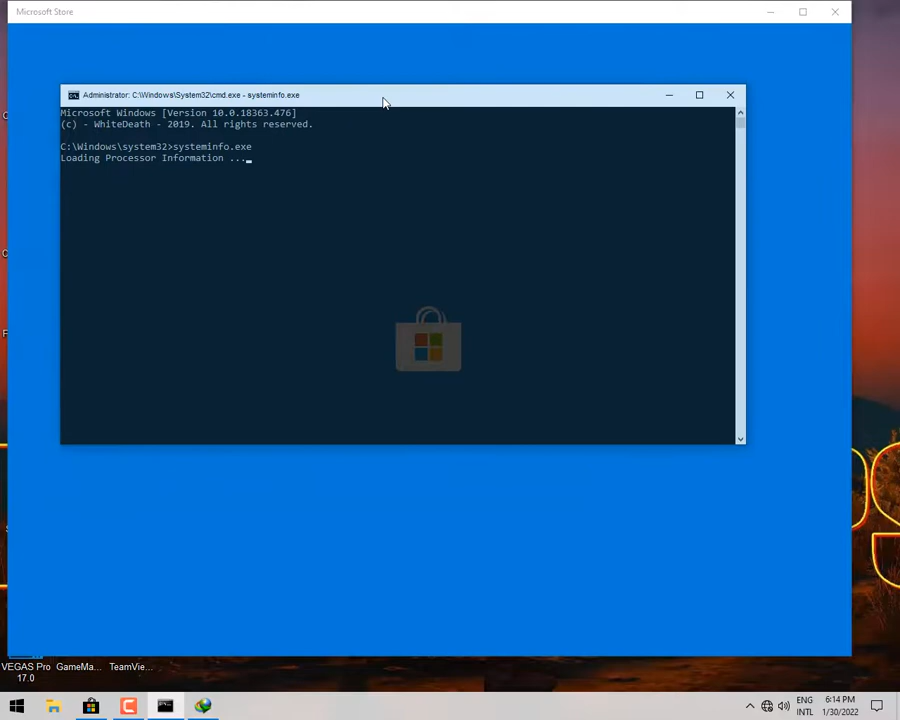 Microsoft Store
Administrator: C:\Windows\System32\cmd.exe - systeminfo.exe
Microsoft Windows [Version 10.0.18363.476]
(c) - WhiteDeath - 2019. All rights reserved.
C:\Windows\system32>systeminfo.exe
Loading Processor Information ..._
VEGAS Pro 17.0
GameMa...
TeamVie...
ENG
INTL
6:14 PM
1/30/2022